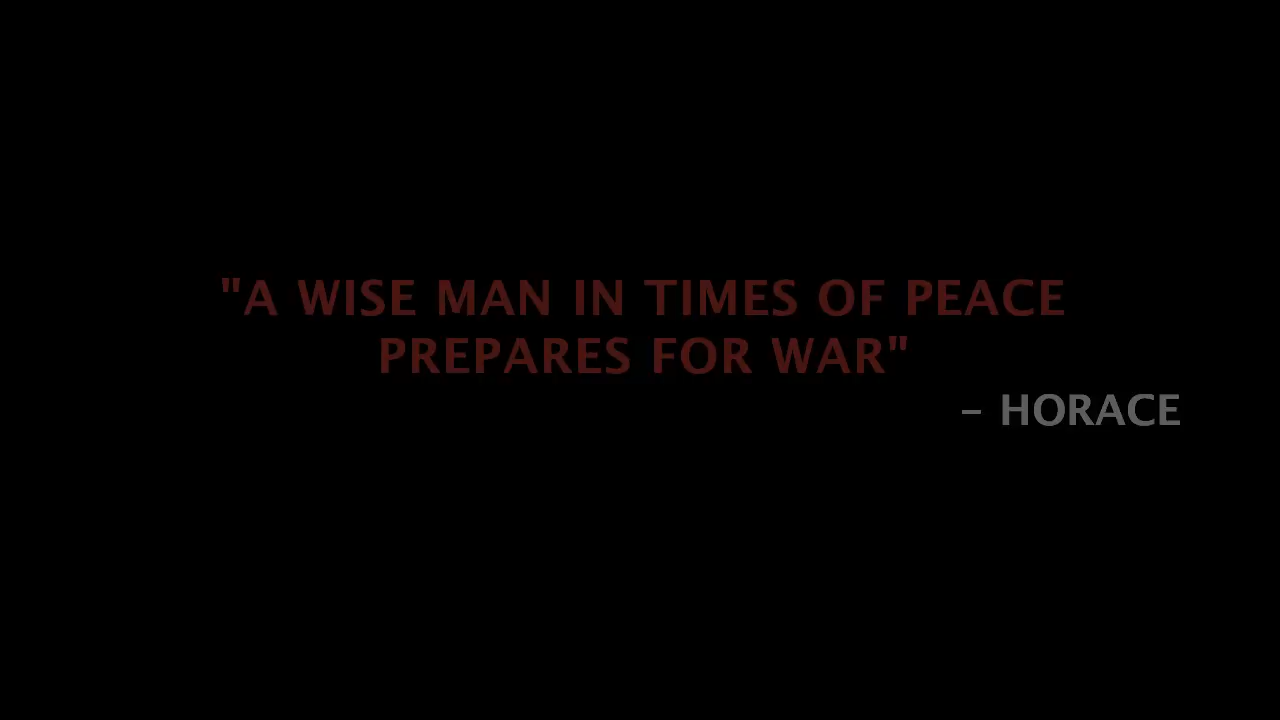 "A WISE MAN IN TIMES OF PEACE
PREPARES FOR WAR"
– HORACE